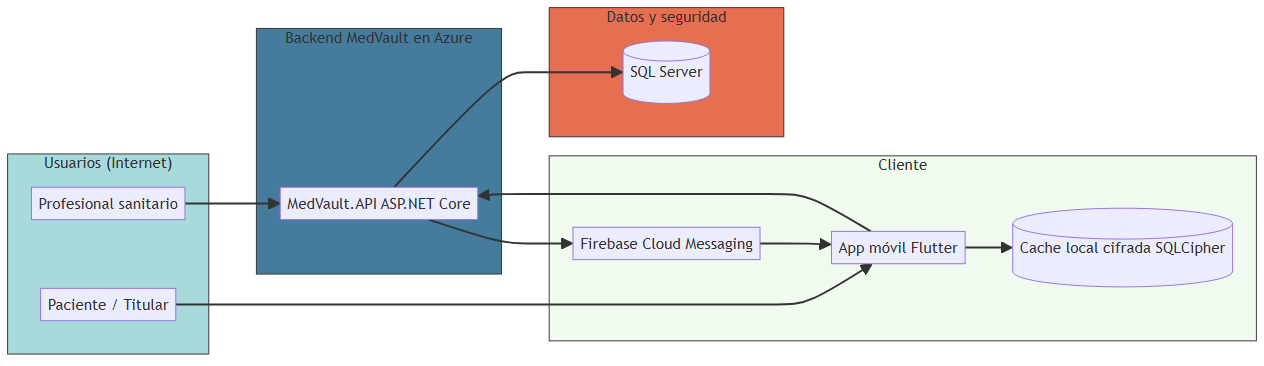 Datos y seguridad
SQL Server
Backend MedVault en Azure
MedVault.API ASP.NET Core
Usuarios (Internet)
Profesional sanitario
Paciente / Titular
Cliente
Firebase Cloud Messaging
App móvil Flutter
Cache local cifrada SQLCipher